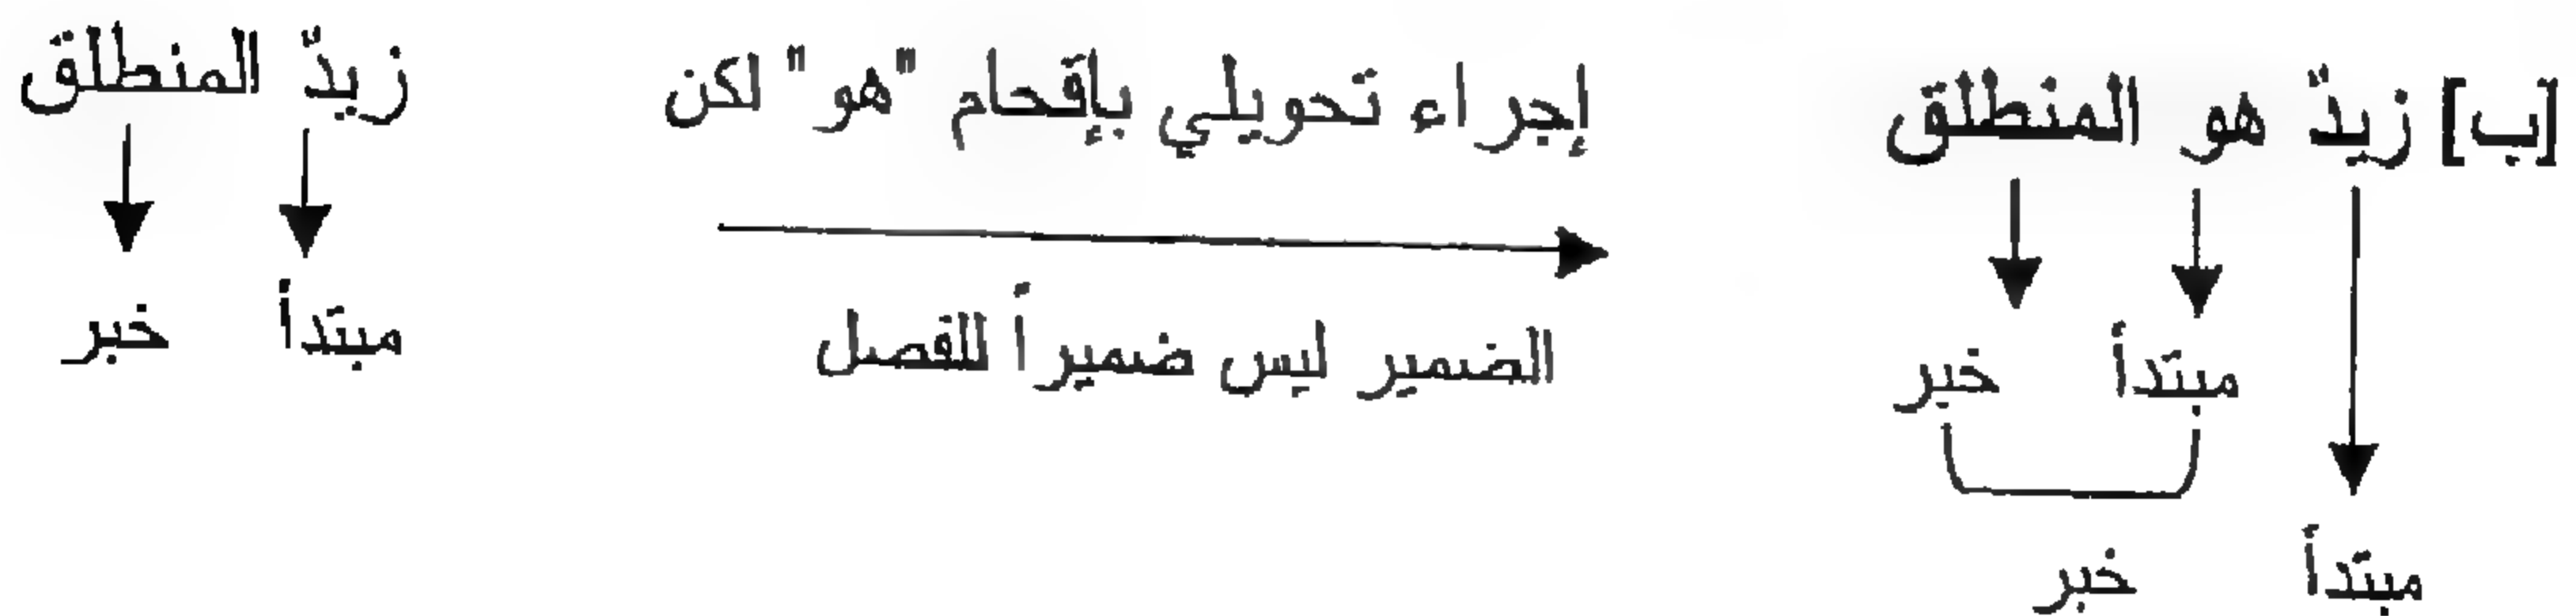 [ب] زيدٌ هو المنطلق
مبتدأ خبر
مبتدأ خبر
إجراء تحويلي بإقحام "هو" لكن
الضمير ليس ضميراً للفصل
زيدٌ المنطلق
مبتدأ خبر